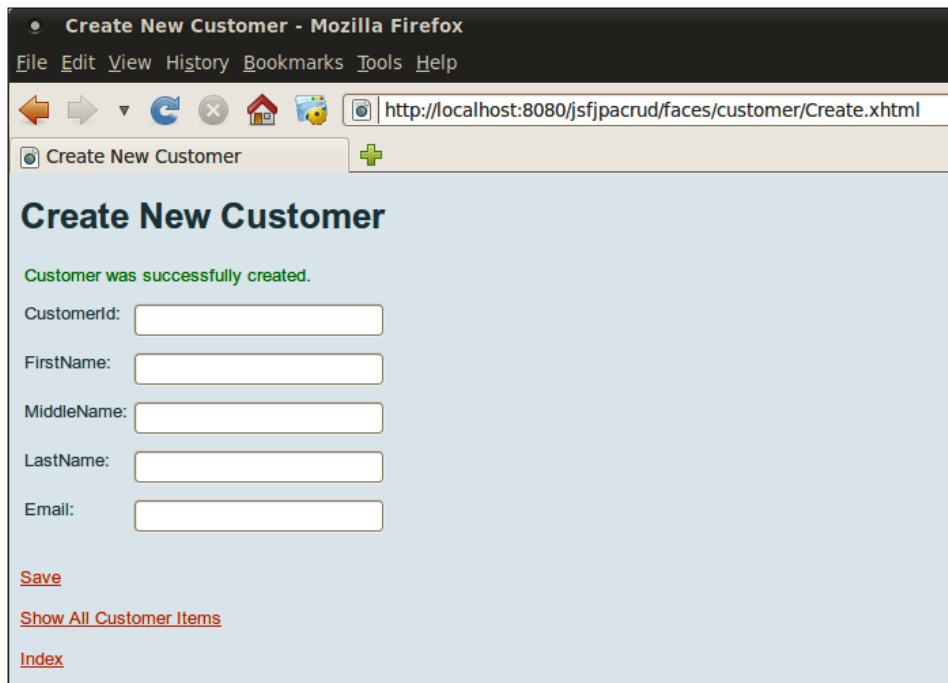 Create New Customer - Mozilla Firefox
File Edit View History Bookmarks Tools Help
http://localhost:8080/jsfjpacrud/faces/customer/Create.xhtml
Create New Customer
Create New Customer
Customer was successfully created.
CustomerId:
FirstName:
MiddleName:
LastName:
Email:
Save
Show All Customer Items
Index